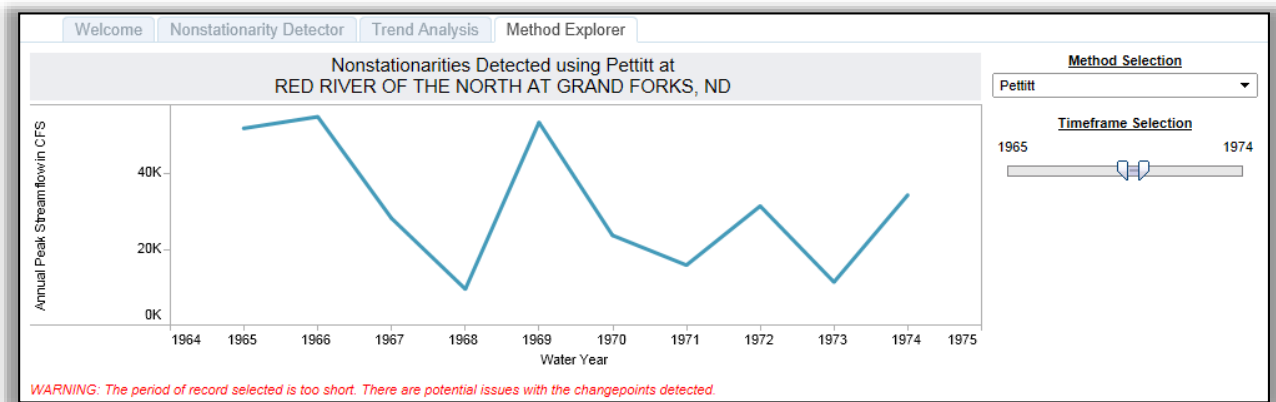 Welcome
Nonstationarity Detector
Trend Analysis
Method Explorer
Nonstationarities Detected using Pettitt at
RED RIVER OF THE NORTH AT GRAND FORKS, ND
Method Selection
Pettitt
Timeframe Selection
1965 1974
Annual Peak Streamflow in CFS
40K
20K
0K
1964 1965 1966 1967 1968 1969 1970 1971 1972 1973 1974 1975
Water Year
WARNING: The period of record selected is too short. There are potential issues with the changepoints detected.